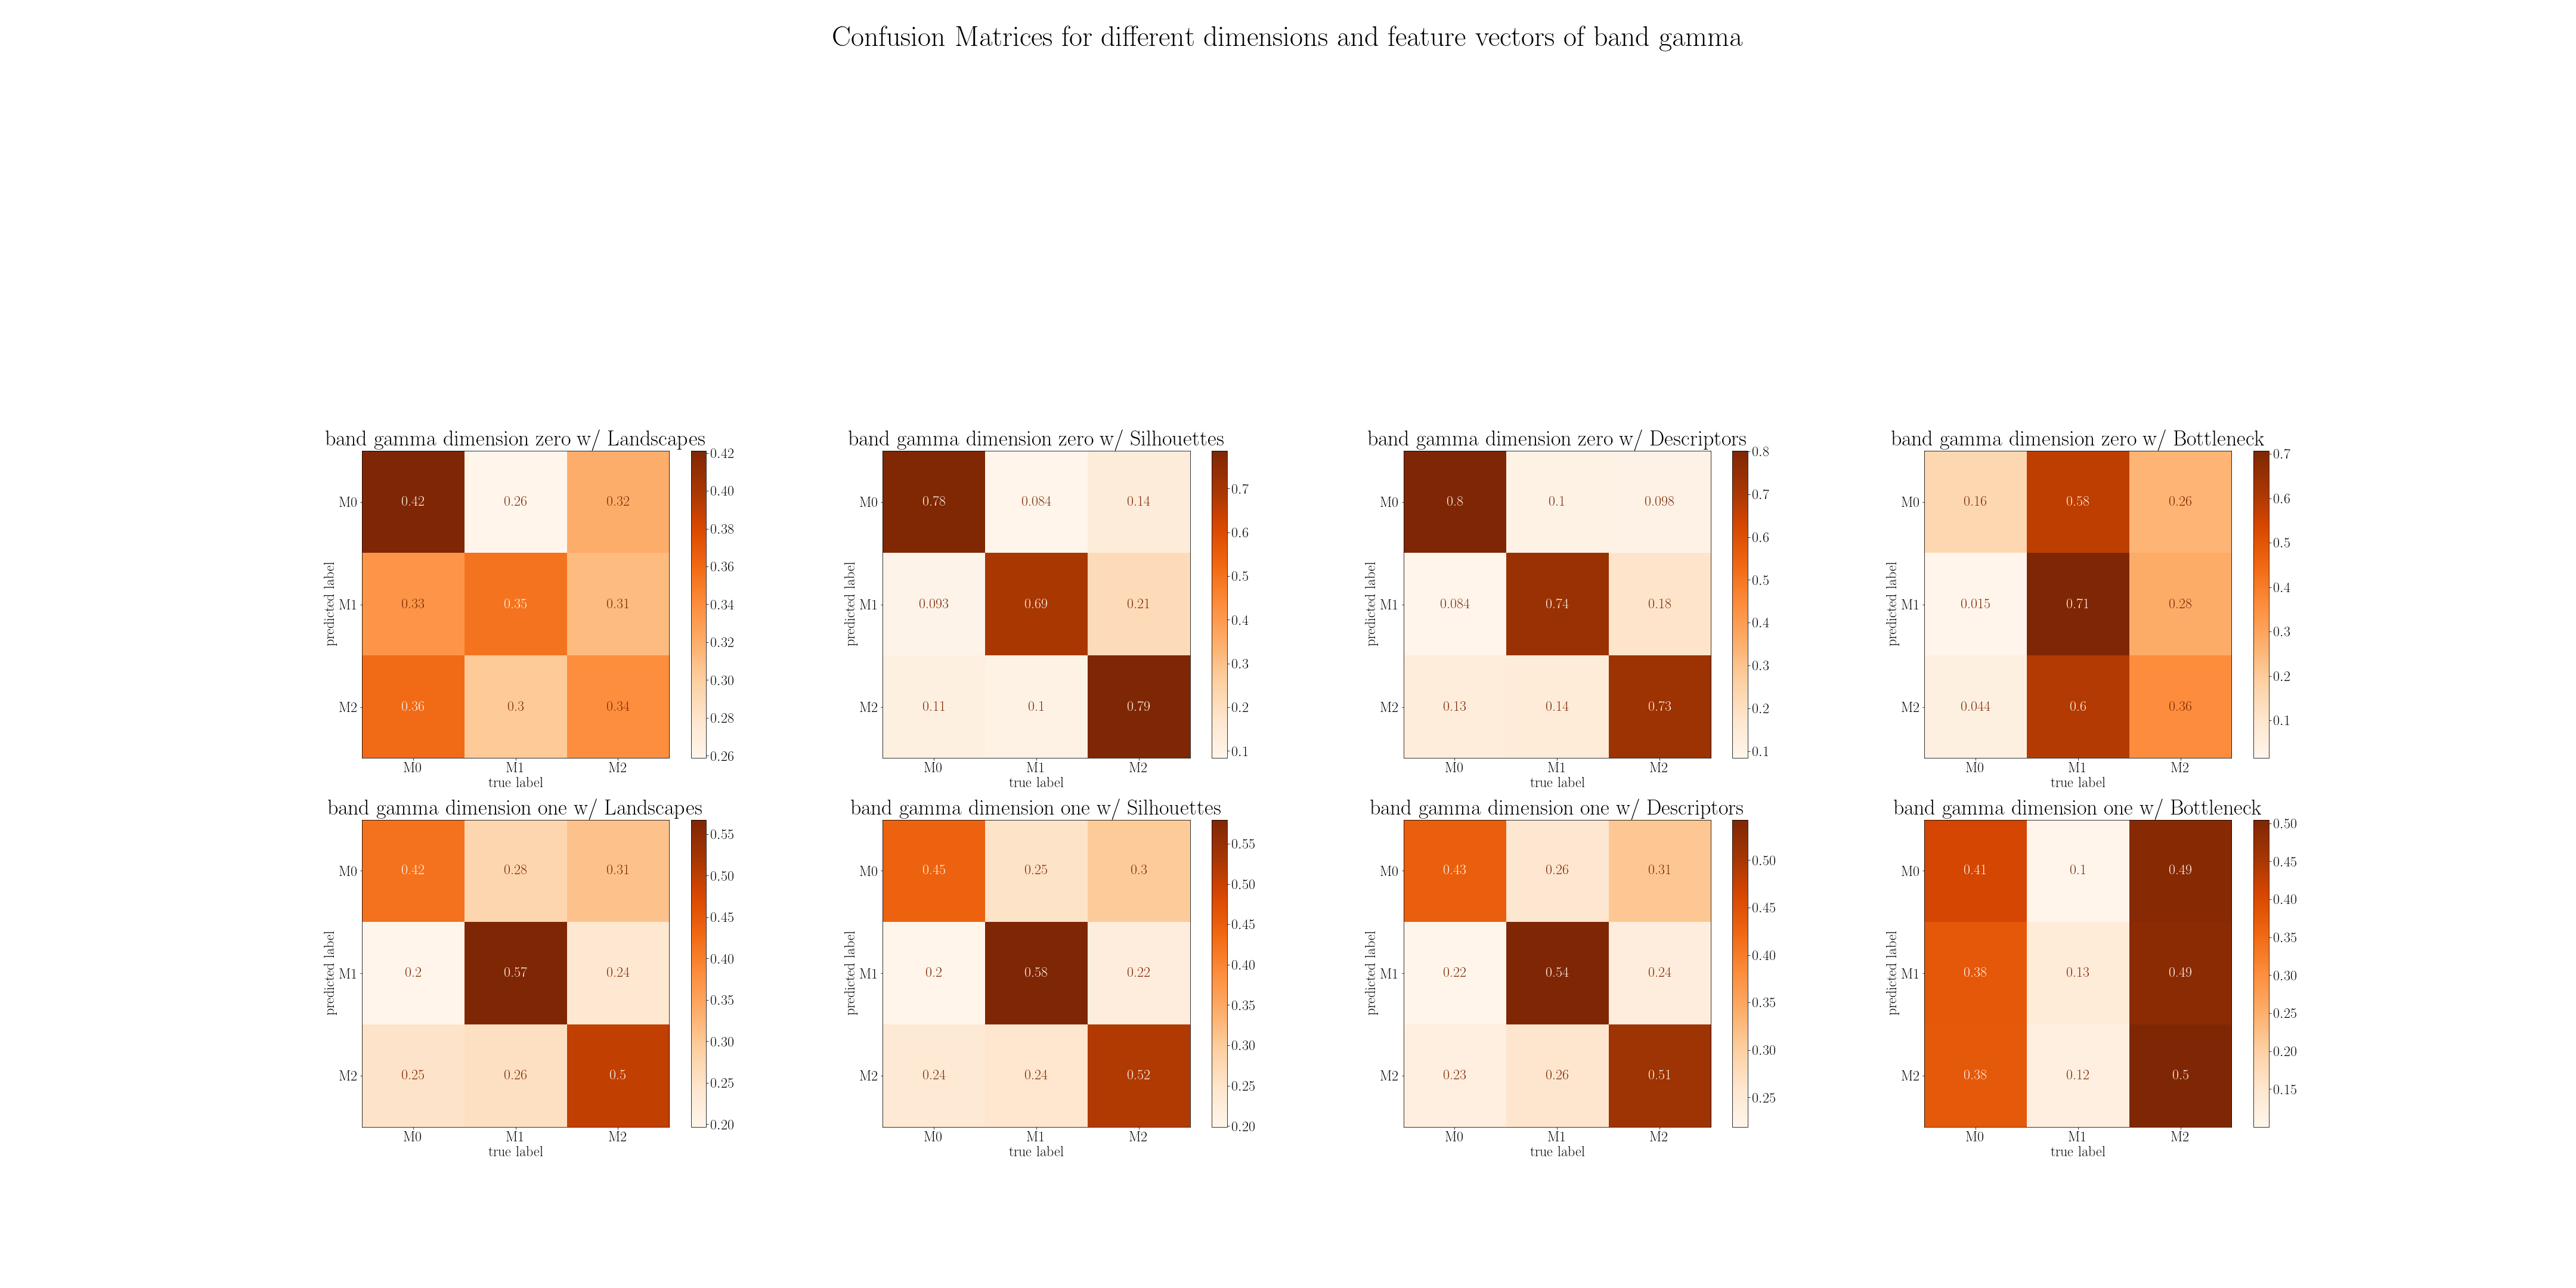 Confusion Matrices for different dimensions and feature vectors of band gamma
band gamma dimension zero w/ Landscapes
predicted label
M0 0.42 0.26 0.32
M1 0.33 0.35 0.31
M2 0.36 0.3 0.34
M0 M1 M2
true label
0.42
0.40
0.38
0.36
0.34
0.32
0.30
0.28
0.26
band gamma dimension zero w/ Silhouettes
predicted label
M0 0.78 0.084 0.14
M1 0.093 0.69 0.21
M2 0.11 0.1 0.79
M0 M1 M2
true label
0.7
0.6
0.5
0.4
0.3
0.2
0.1
band gamma dimension zero w/ Descriptors
predicted label
M0 0.8 0.1 0.098
M1 0.084 0.74 0.18
M2 0.13 0.14 0.73
M0 M1 M2
true label
0.8
0.7
0.6
0.5
0.4
0.3
0.2
0.1
band gamma dimension zero w/ Bottleneck
predicted label
M0 0.16 0.58 0.26
M1 0.015 0.71 0.28
M2 0.044 0.6 0.36
M0 M1 M2
true label
0.7
0.6
0.5
0.4
0.3
0.2
0.1
band gamma dimension one w/ Landscapes
predicted label
M0 0.42 0.28 0.31
M1 0.2 0.57 0.24
M2 0.25 0.26 0.5
M0 M1 M2
true label
0.55
0.50
0.45
0.40
0.35
0.30
0.25
0.20
band gamma dimension one w/ Silhouettes
predicted label
M0 0.45 0.25 0.3
M1 0.2 0.58 0.22
M2 0.24 0.24 0.52
M0 M1 M2
true label
0.55
0.50
0.45
0.40
0.35
0.30
0.25
0.20
band gamma dimension one w/ Descriptors
predicted label
M0 0.43 0.26 0.31
M1 0.22 0.54 0.24
M2 0.23 0.26 0.51
M0 M1 M2
true label
0.50
0.45
0.40
0.35
0.30
0.25
band gamma dimension one w/ Bottleneck
predicted label
M0 0.41 0.1 0.49
M1 0.38 0.13 0.49
M2 0.38 0.12 0.5
M0 M1 M2
true label
0.50
0.45
0.40
0.35
0.30
0.25
0.20
0.15